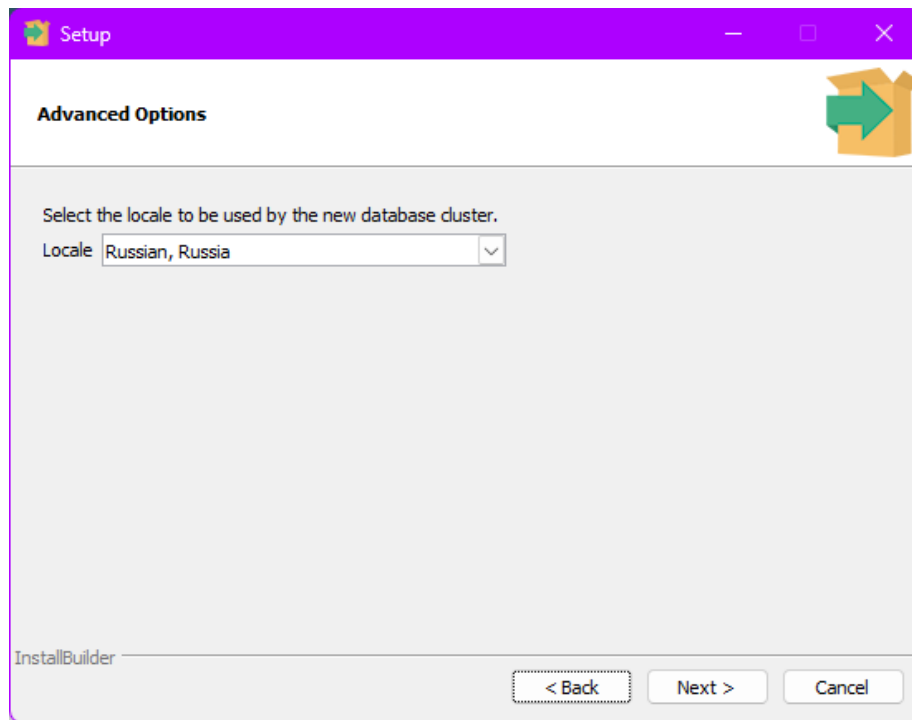 Setup
Advanced Options
Select the locale to be used by the new database cluster.
Locale Russian, Russia
InstallBuilder
< Back Next > Cancel